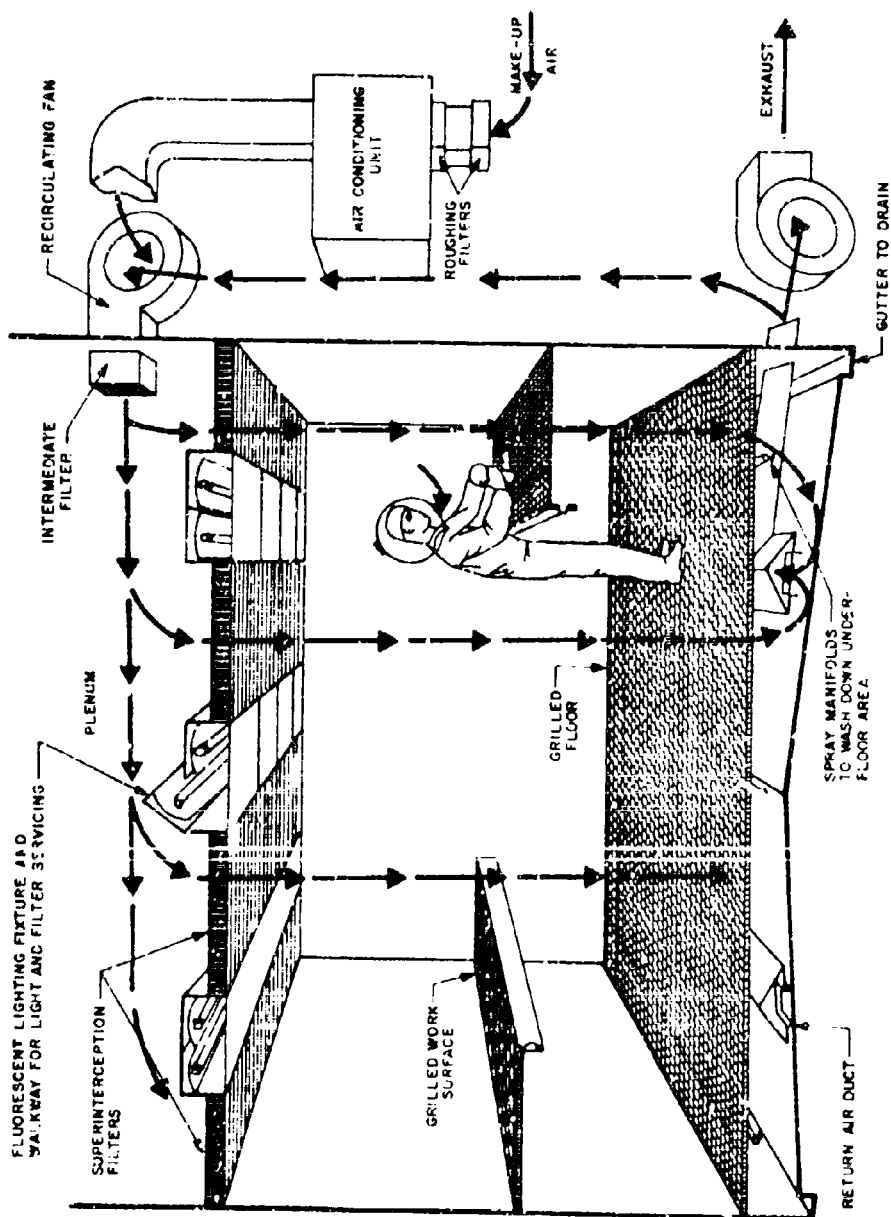 FLUORESCENT LIGHTING FIXTURE AND
WALKWAY FOR LIGHT AND FILTER SERVICING
SUPERINTERCEPTION
FILTERS
PLENUM
INTERMEDIATE
FILTER
RECIRCULATING FAN
AIR CONDITIONING
UNIT
ROUGHING
FILTERS
MAKE-UP
AIR
GRILLED WORK
SURFACE
GRILLED
FLOOR
EXHAUST
RETURN AIR DUCT
SPRAY MANIFOLDS
TO WASH DOWN UNDER-
FLOOR AREA
GUTTER TO DRAIN